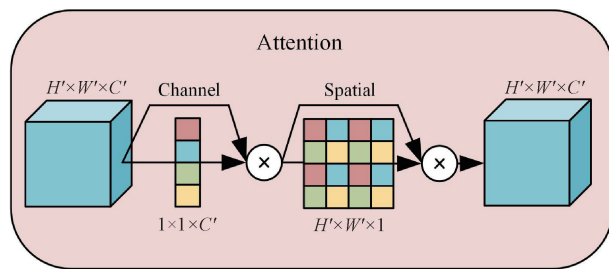 Attention
H'×W'×C'
Channel
Spatial
H'×W'×C'
×
×
1×1×C'
H'×W'×1